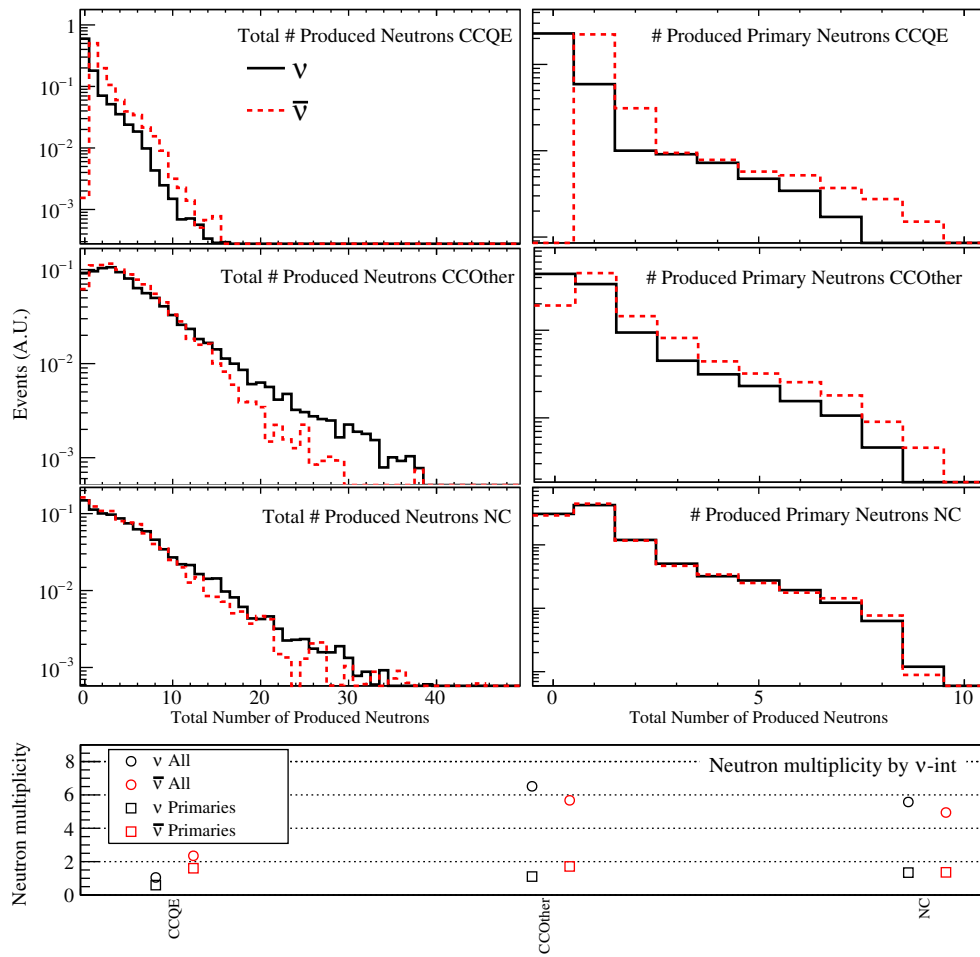 Total # Produced Neutrons CCQE
ν
ν̅
1
10⁻¹
10⁻²
10⁻³
# Produced Primary Neutrons CCQE
Total # Produced Neutrons CCOther
10⁻¹
10⁻²
10⁻³
Events (A.U.)
# Produced Primary Neutrons CCOther
Total # Produced Neutrons NC
10⁻¹
10⁻²
10⁻³
# Produced Primary Neutrons NC
0 10 20 30 40
Total Number of Produced Neutrons
0 5 10
Total Number of Produced Neutrons
Neutron multiplicity by ν-int
ν All
ν̅ All
ν Primaries
ν̅ Primaries
Neutron multiplicity
8
6
4
2
0
CCQE
CCOther
NC